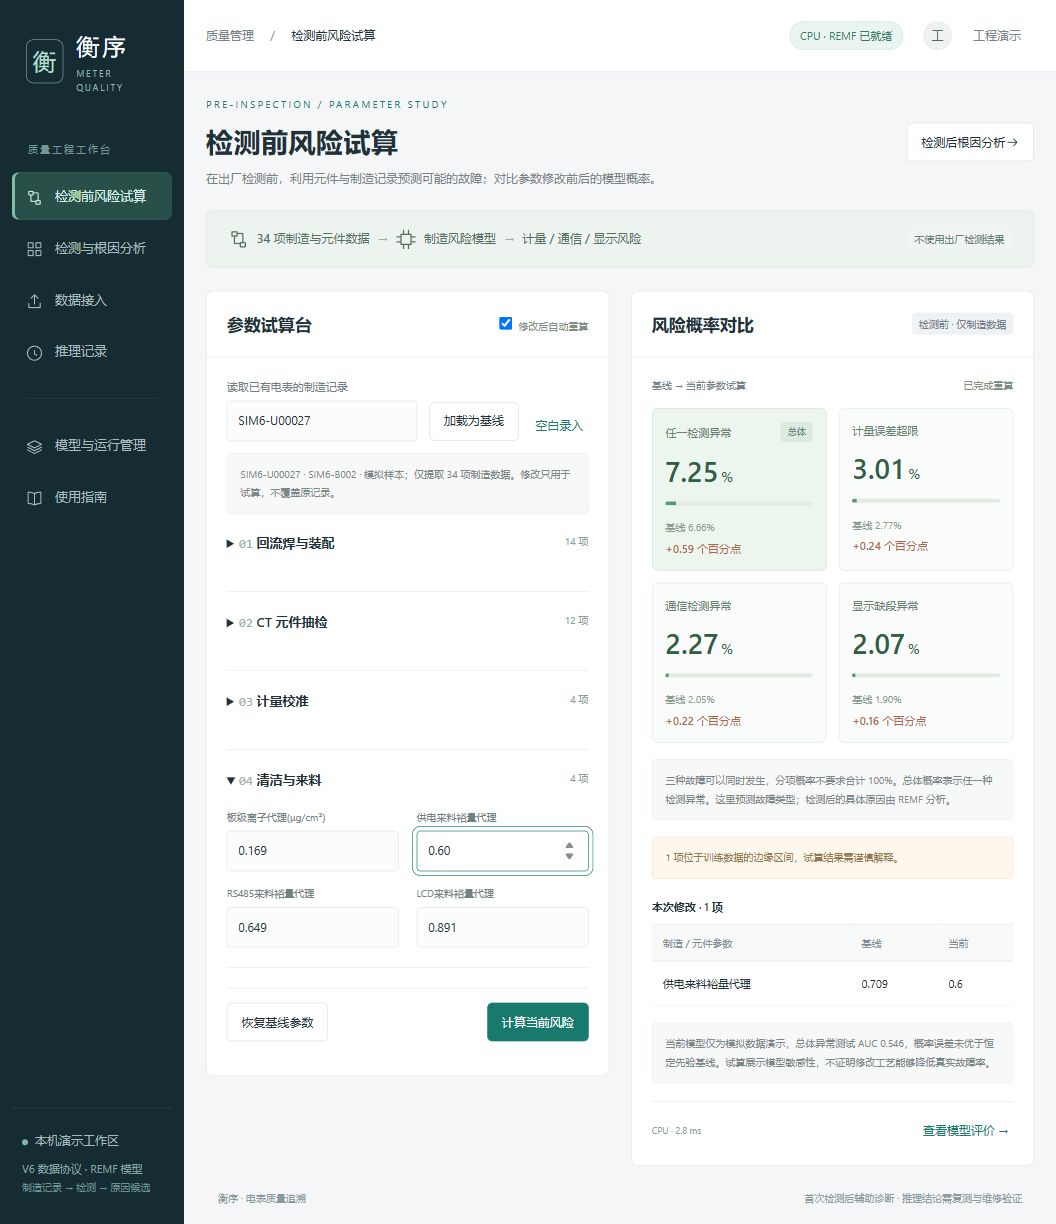 衡
衡序
METER
QUALITY
质量工程工作台
检测前风险试算
检测与根因分析
数据接入
推理记录
模型与运行管理
使用指南
本机演示工作区
V6 数据协议 · REMF 模型
制造记录 → 检测 → 原因候选
质量管理 / 检测前风险试算
CPU · REMF 已就绪
工 工程演示
PRE-INSPECTION / PARAMETER STUDY
检测前风险试算
检测后根因分析→
在出厂检测前，利用元件与制造记录预测可能的故障；对比参数修改前后的模型概率。
34 项制造与元件数据 → 制造风险模型 → 计量 / 通信 / 显示风险
不使用出厂检测结果
参数试算台
修改后自动重算
读取已有电表的制造记录
SIM6-U00027
加载为基线
空白录入
SIM6-U00027 · SIM6-B002 · 模拟样本；仅提取 34 项制造数据。修改只用于
试算，不覆盖原记录。
01 回流焊与装配 14 项
02 CT 元件抽检 12 项
03 计量校准 4 项
04 清洁与来料 4 项
板级离子代理(μg/cm²) 供电来料裕量代理
0.169 0.60
RS485来料裕量代理 LCD来料裕量代理
0.649 0.891
恢复基线参数
计算当前风险
风险概率对比
检测前 · 仅制造数据
基线 → 当前参数试算 已完成重算
任一检测异常 总体
7.25 %
基线 6.66%
+0.59 个百分点
计量误差超限
3.01 %
基线 2.77%
+0.24 个百分点
通信检测异常
2.27 %
基线 2.05%
+0.22 个百分点
显示缺段异常
2.07 %
基线 1.90%
+0.16 个百分点
三种故障可以同时发生，分项概率不要求合计 100%。总体概率表示任一种
检测异常。这里预测故障类型；检测后的具体原因由 REMF 分析。
1 项位于训练数据的边缘区间，试算结果需谨慎解释。
本次修改 · 1 项
制造 / 元件参数 基线 当前
供电来料裕量代理 0.709 0.6
当前模型仅为模拟数据演示，总体异常测试 AUC 0.546，概率误差未优于恒
定先验基线。试算展示模型敏感性，不证明修改工艺能够降低真实故障率。
CPU · 2.8 ms 查看模型评价 →
衡序 · 电表质量追溯
首次检测后辅助诊断 · 推理结论需复测与维修验证